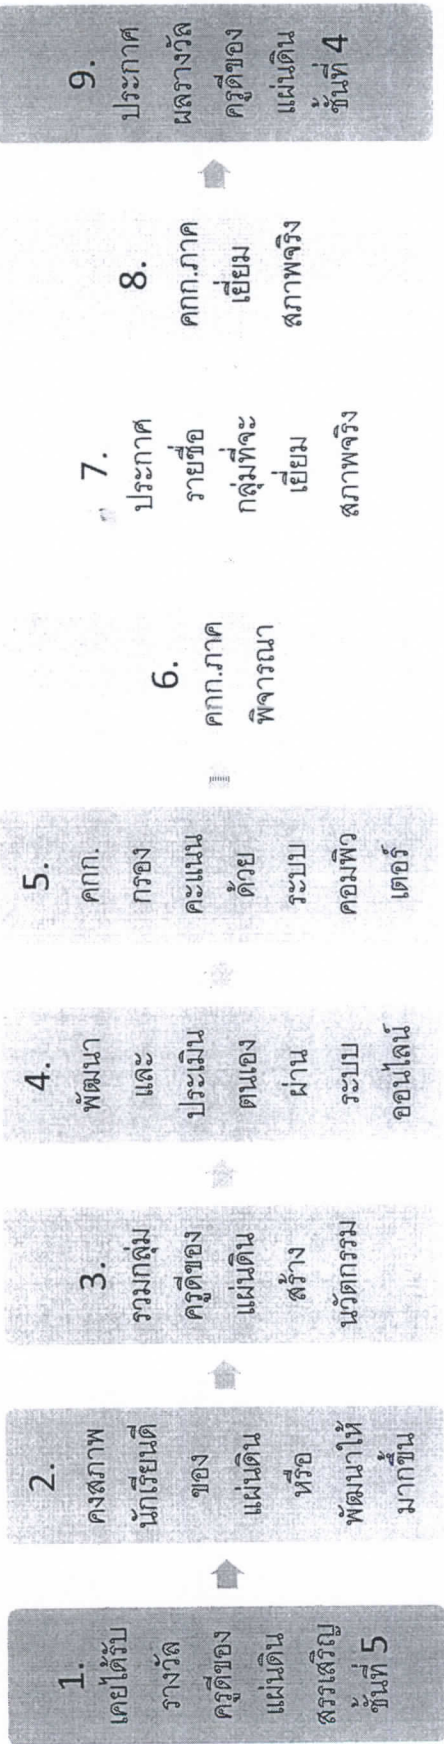 1.
เคยได้รับ
รางวัล
ครูดีของ
แผ่นดิน
สรรเสริญ
ชั้นที่ 5
2.
คงสภาพ
นักเรียนดี
ของ
แผ่นดิน
หรือ
พัฒนาให้
มากขึ้น
3.
รวมกลุ่ม
ครูดีของ
แผ่นดิน
สร้าง
นวัตกรรม
4.
พัฒนา
และ
ประเมิน
ตนเอง
ผ่าน
ระบบ
ออนไลน์
5.
คกก.
กรอง
คะแนน
ด้วย
ระบบ
คอมพิว
เตอร์
6.
คกก.ภาค
พิจารณา
7.
ประกาศ
รายชื่อ
กลุ่มที่จะ
เยี่ยม
สภาพจริง
8.
คกก.ภาค
เยี่ยม
สภาพจริง
9.
ประกาศ
ผลรางวัล
ครูดีของ
แผ่นดิน
ชั้นที่ 4